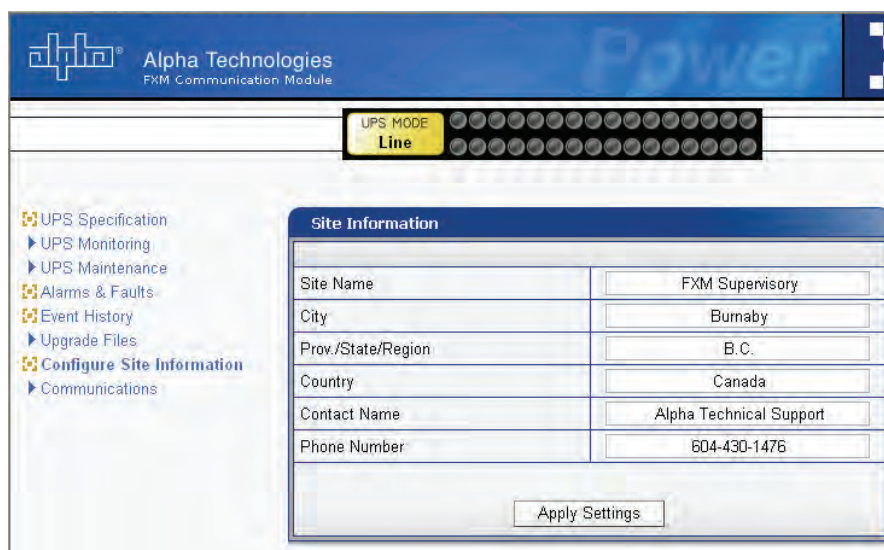 alpha®
Alpha Technologies
FXM Communication Module
Power
UPS MODE
Line
UPS Specification
UPS Monitoring
UPS Maintenance
Alarms & Faults
Event History
Upgrade Files
Configure Site Information
Communications
Site Information
Site Name FXM Supervisory
City Burnaby
Prov./State/Region B.C.
Country Canada
Contact Name Alpha Technical Support
Phone Number 604-430-1476
Apply Settings